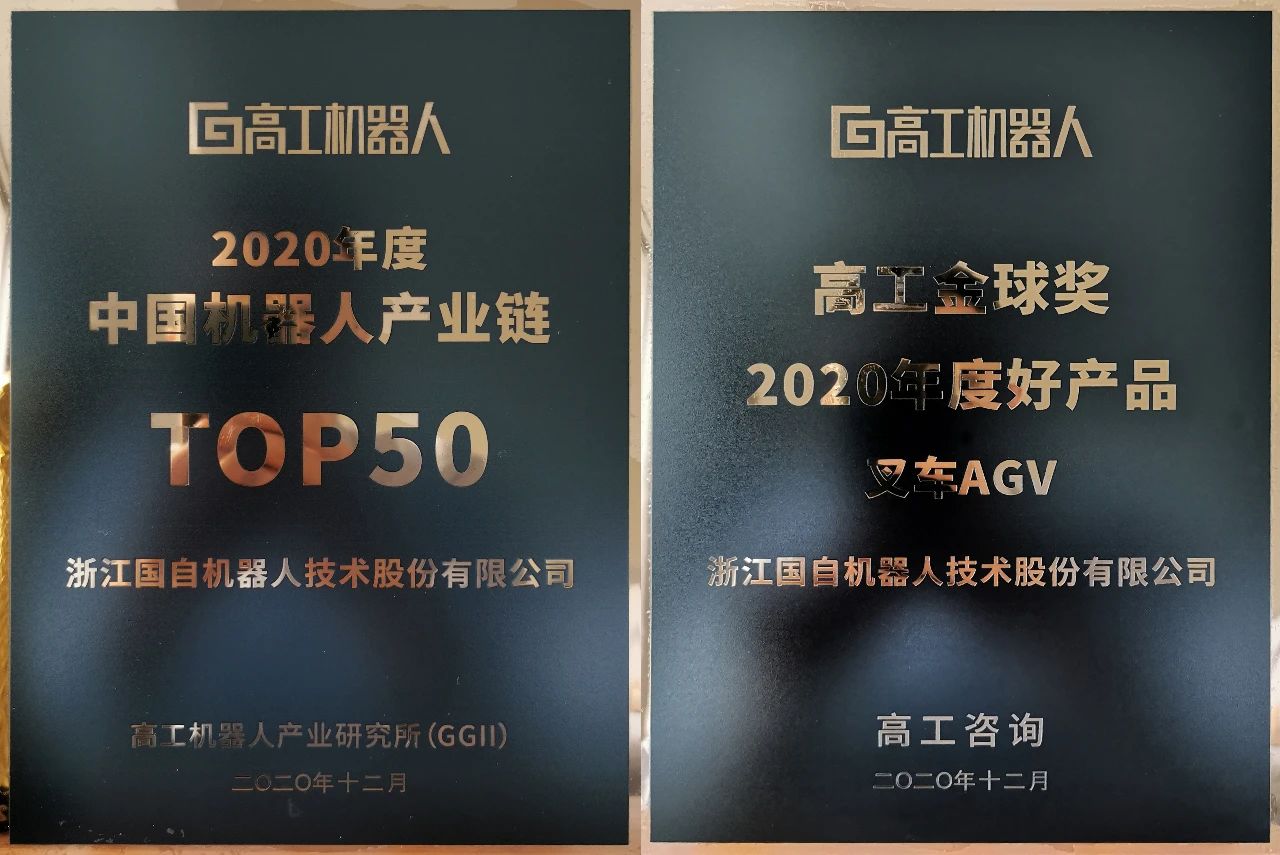 高工机器人
2020年度
中国机器人产业链
TOP50
浙江国自机器人技术股份有限公司
高工机器人产业研究所(GGII)
二〇二〇年十二月
高工机器人
高工金球奖
2020年度好产品
叉车AGV
浙江国自机器人技术股份有限公司
高工咨询
二〇二〇年十二月